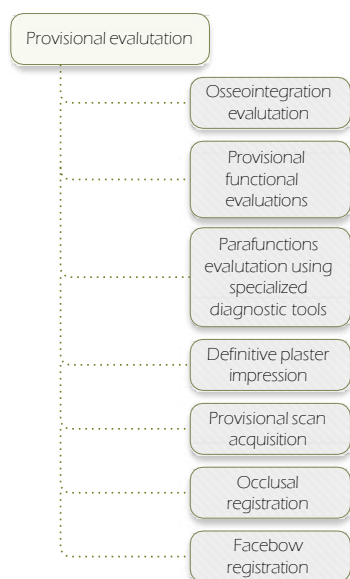 Provisional evalutation
Osseointegration
evalutation
Provisional
functional
evaluations
Parafunctions
evalutation using
specialized
diagnostic tools
Definitive plaster
impression
Provisional scan
acquisition
Occlusal
registration
Facebow
registration